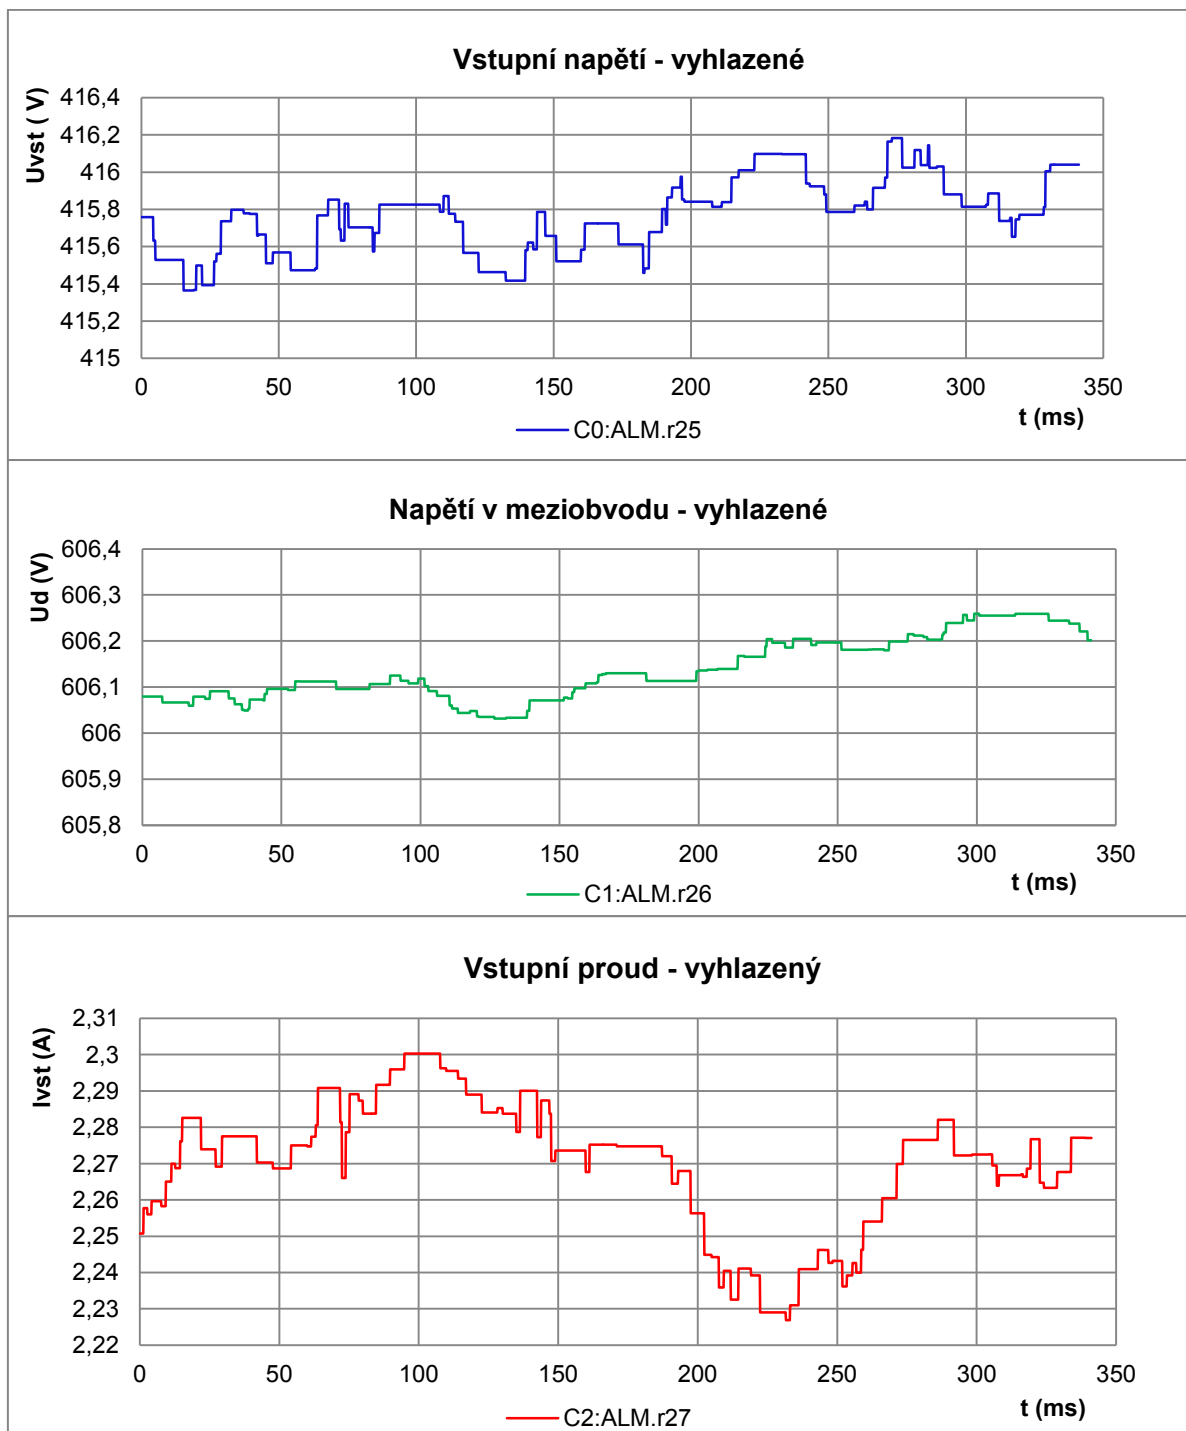 Vstupní napětí - vyhlazené
Uvst ( V)
416,4
416,2
416
415,8
415,6
415,4
415,2
415
0 50 100 150 200 250 300 350
t (ms)
C0:ALM.r25
Napětí v meziobvodu - vyhlazené
Ud (V)
606,4
606,3
606,2
606,1
606
605,9
605,8
0 50 100 150 200 250 300 350
t (ms)
C1:ALM.r26
Vstupní proud - vyhlazený
Ivst (A)
2,31
2,3
2,29
2,28
2,27
2,26
2,25
2,24
2,23
2,22
0 50 100 150 200 250 300 350
t (ms)
C2:ALM.r27